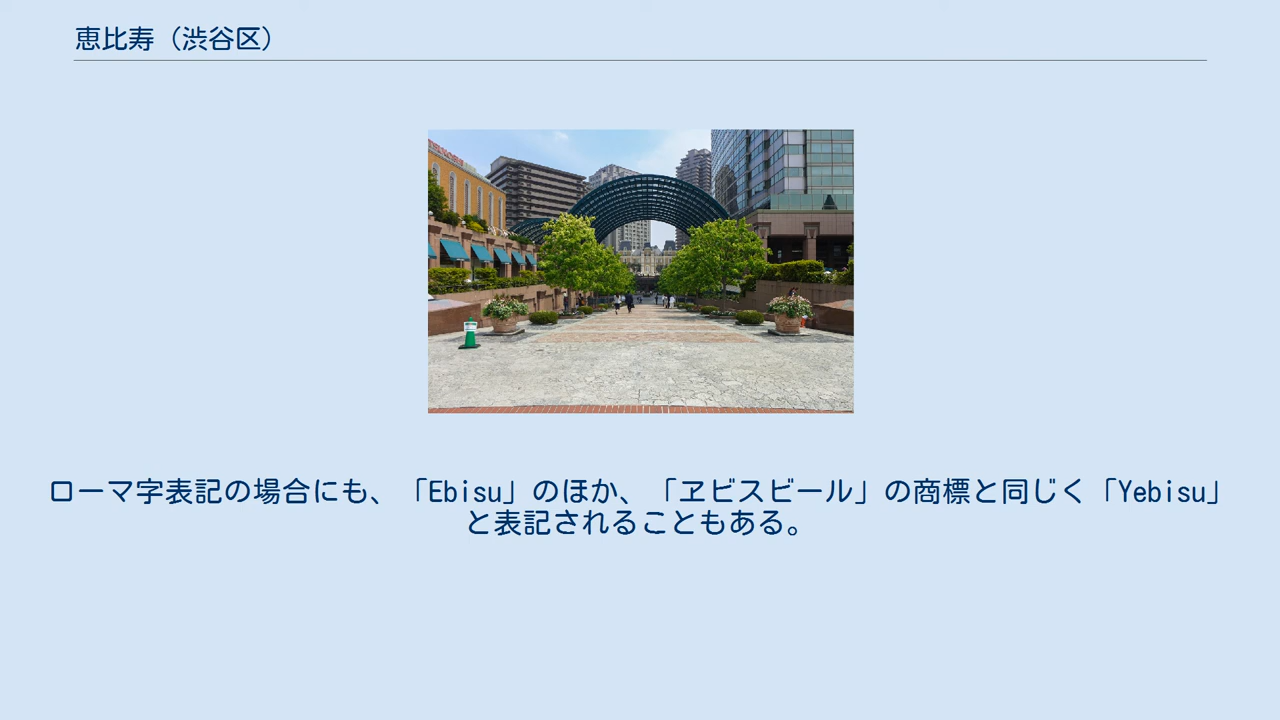 恵比寿（渋谷区）
ローマ字表記の場合にも、「Ebisu」のほか、「ヱビスビール」の商標と同じく「Yebisu」
と表記されることもある。